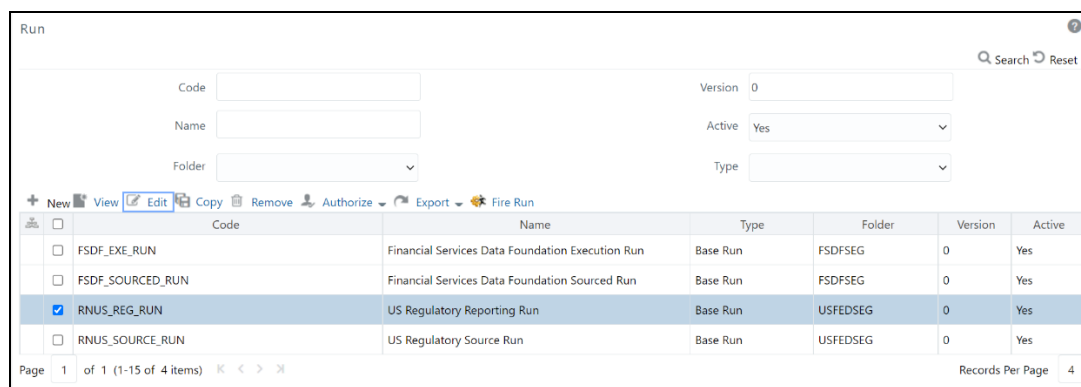 Run
Search Reset
Code Version 0
Name Active Yes
Folder Type
New View Edit Copy Remove Authorize Export Fire Run
Code Name Type Folder Version Active
FSDF_EXE_RUN Financial Services Data Foundation Execution Run Base Run FSDFSEG 0 Yes
FSDF_SOURCED_RUN Financial Services Data Foundation Sourced Run Base Run FSDFSEG 0 Yes
RNUS_REG_RUN US Regulatory Reporting Run Base Run USFEDSEG 0 Yes
RNUS_SOURCE_RUN US Regulatory Source Run Base Run USFEDSEG 0 Yes
Page 1 of 1 (1-15 of 4 items) Records Per Page 4